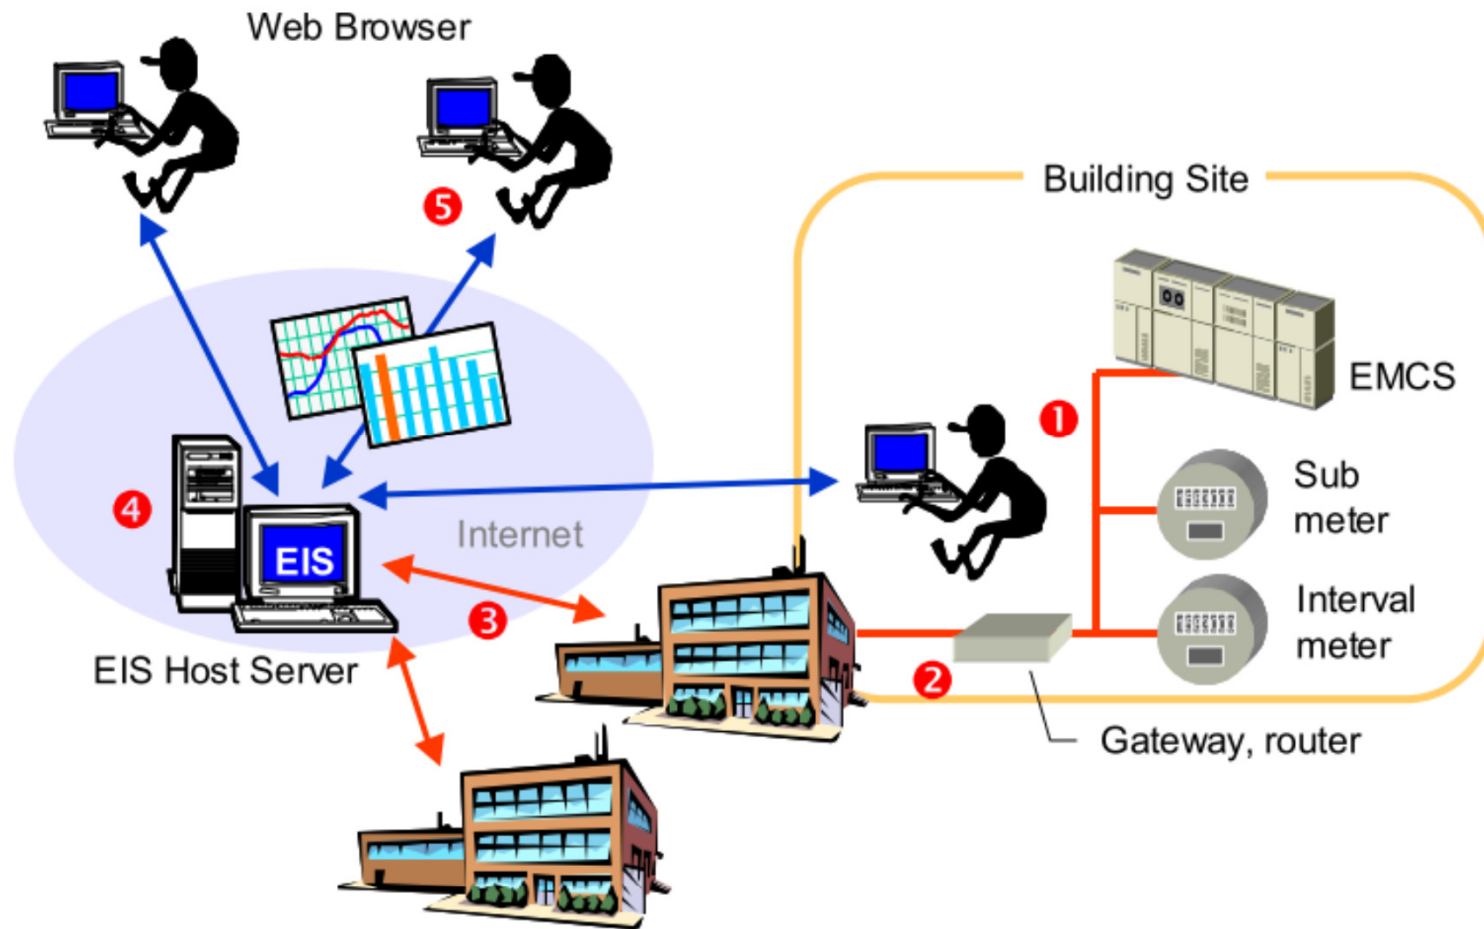 Web Browser
5
Building Site
EMCS
1
Sub
meter
4
EIS
Internet
3
Interval
meter
EIS Host Server
2
Gateway, router